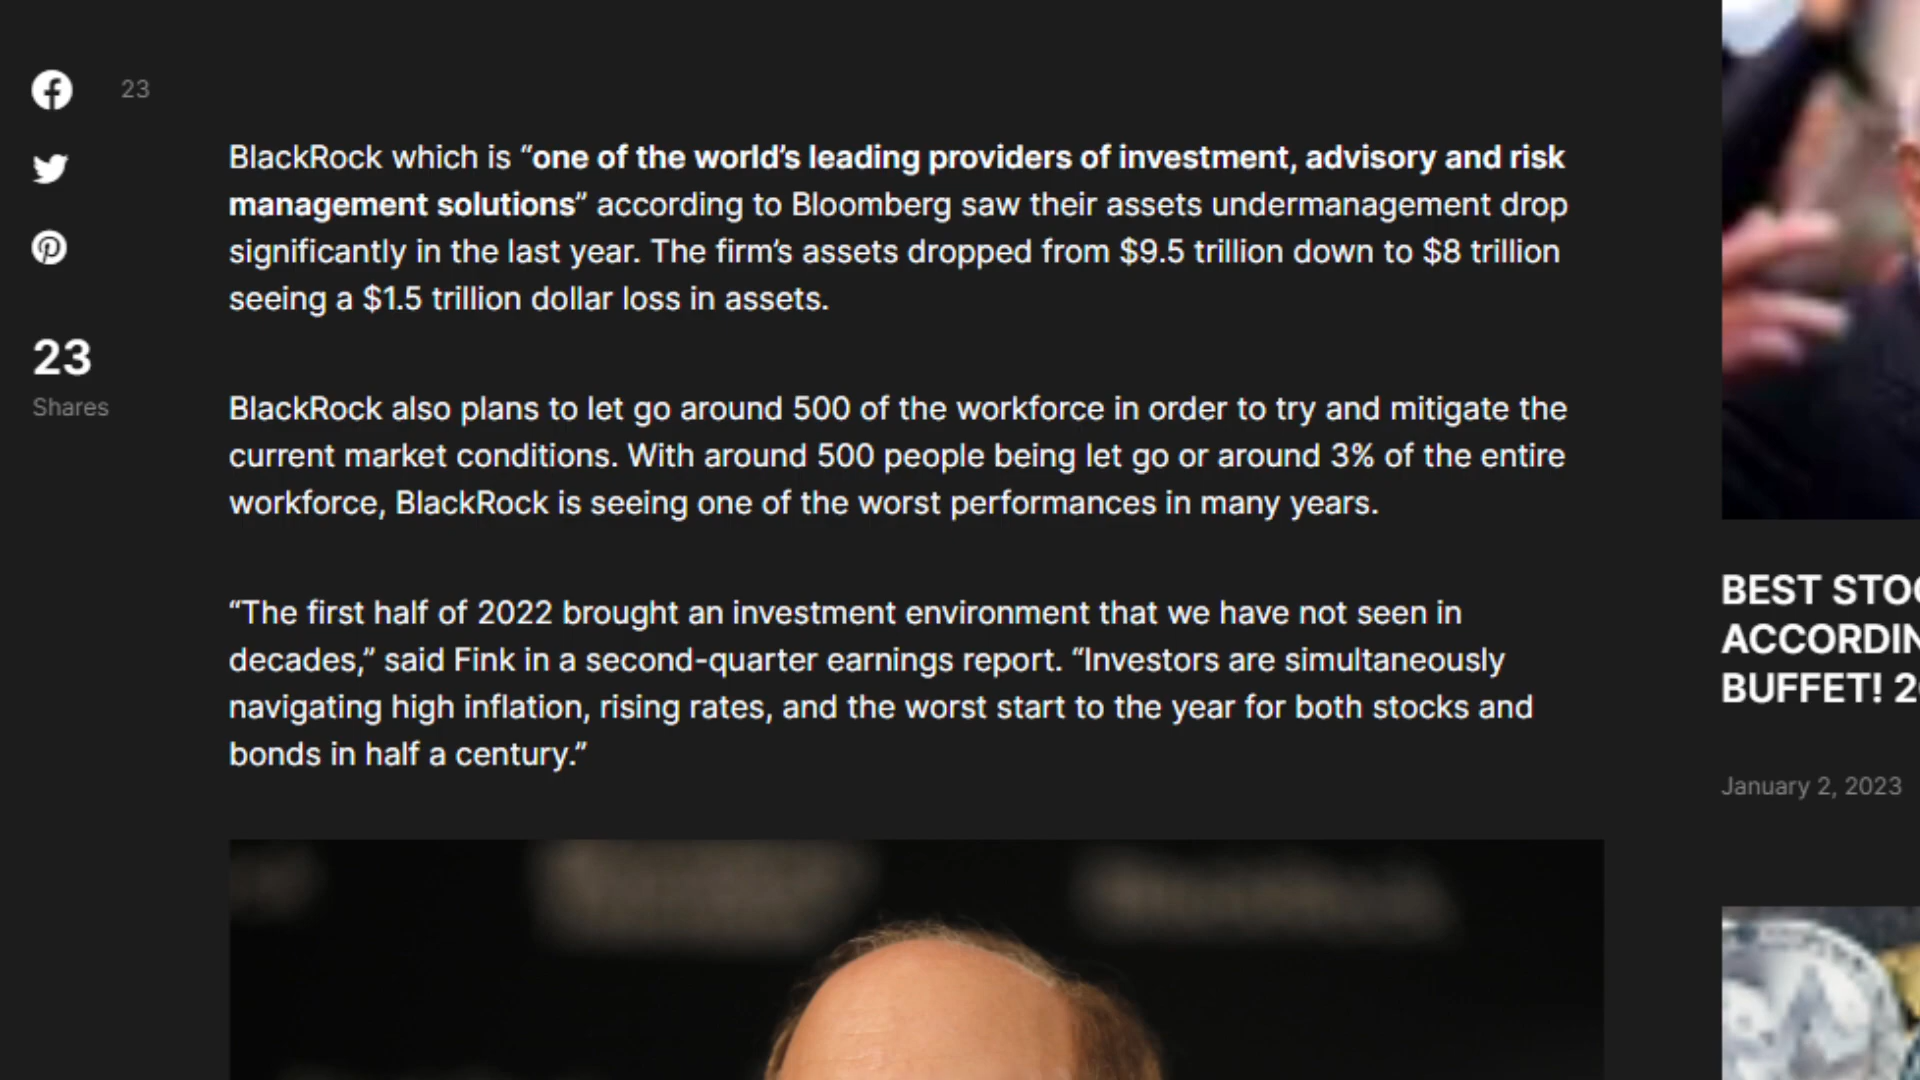 23
23
Shares
BlackRock which is “one of the world’s leading providers of investment, advisory and risk
management solutions” according to Bloomberg saw their assets undermanagement drop
significantly in the last year. The firm’s assets dropped from $9.5 trillion down to $8 trillion
seeing a $1.5 trillion dollar loss in assets.
BlackRock also plans to let go around 500 of the workforce in order to try and mitigate the
current market conditions. With around 500 people being let go or around 3% of the entire
workforce, BlackRock is seeing one of the worst performances in many years.
“The first half of 2022 brought an investment environment that we have not seen in
decades,” said Fink in a second-quarter earnings report. “Investors are simultaneously
navigating high inflation, rising rates, and the worst start to the year for both stocks and
bonds in half a century.”
BEST
BUFFET!
January 2, 2023